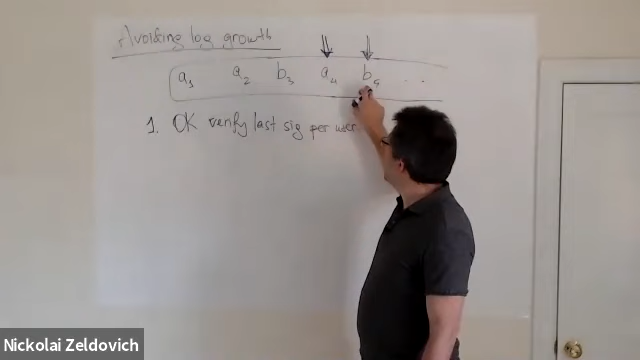 Avoiding log growth
a1 a2 b3 a4 b5 ...
1. OK verify last sig per user
Nickolai Zeldovich